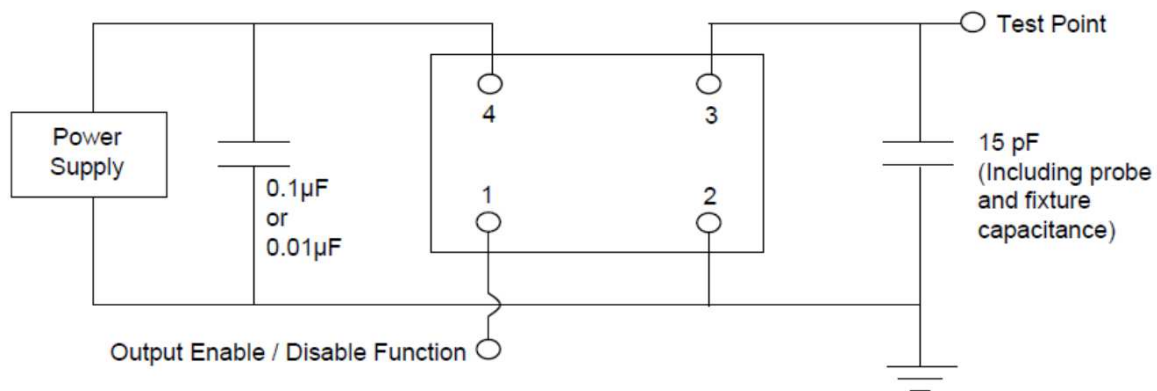 Test Point
4
3
Power
Supply
15 pF
(Including probe
and fixture
capacitance)
0.1µF
or
0.01µF
1
2
Output Enable / Disable Function